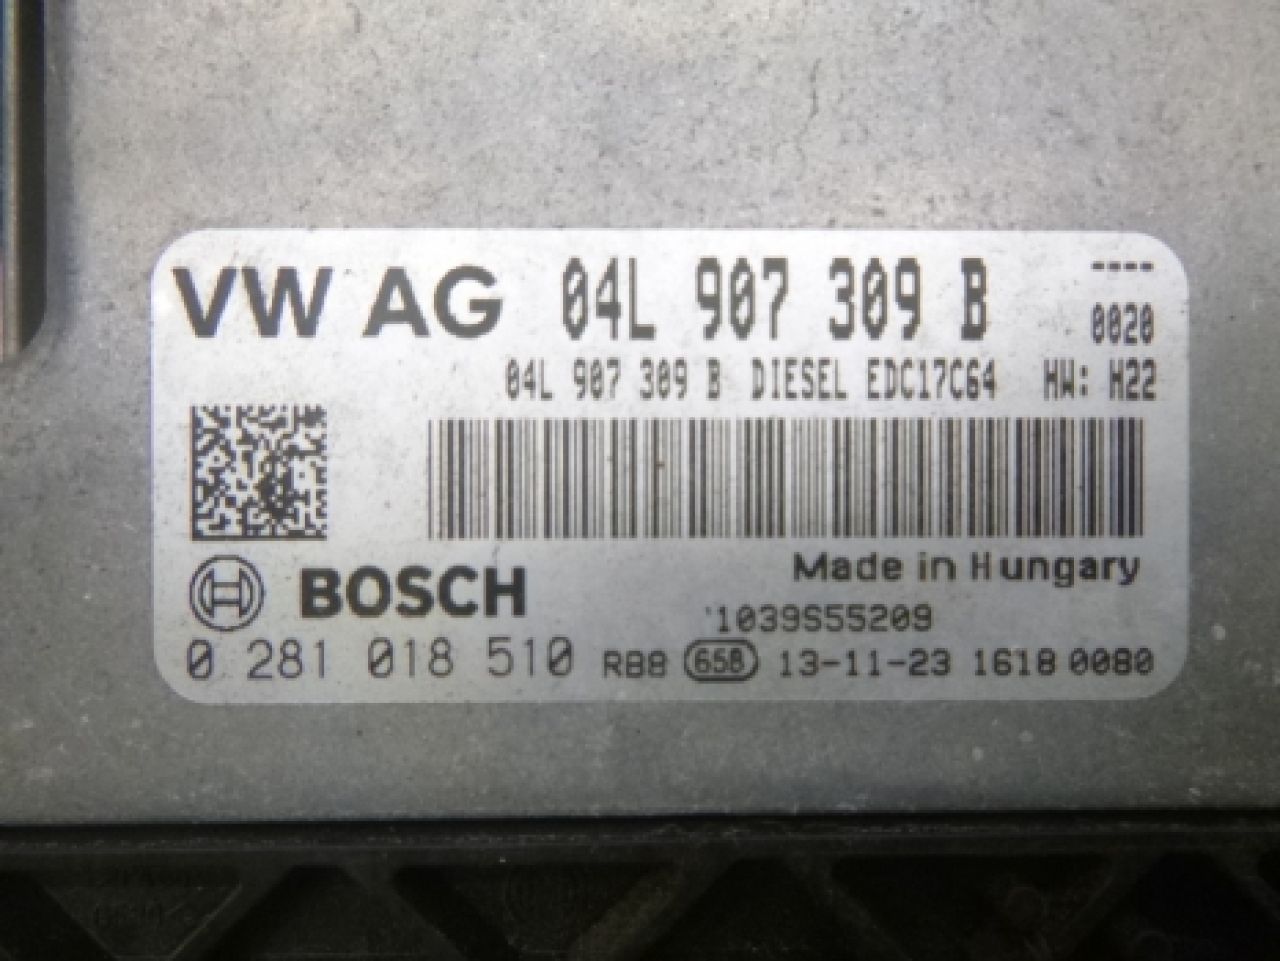 VW AG 04L 907 309 B ----
0020
04L 907 309 B DIESEL EDC17C64 HW: H22
Made in Hungary
BOSCH
1039S55209
0 281 018 510 RBB 658 13-11-23 1618 0080